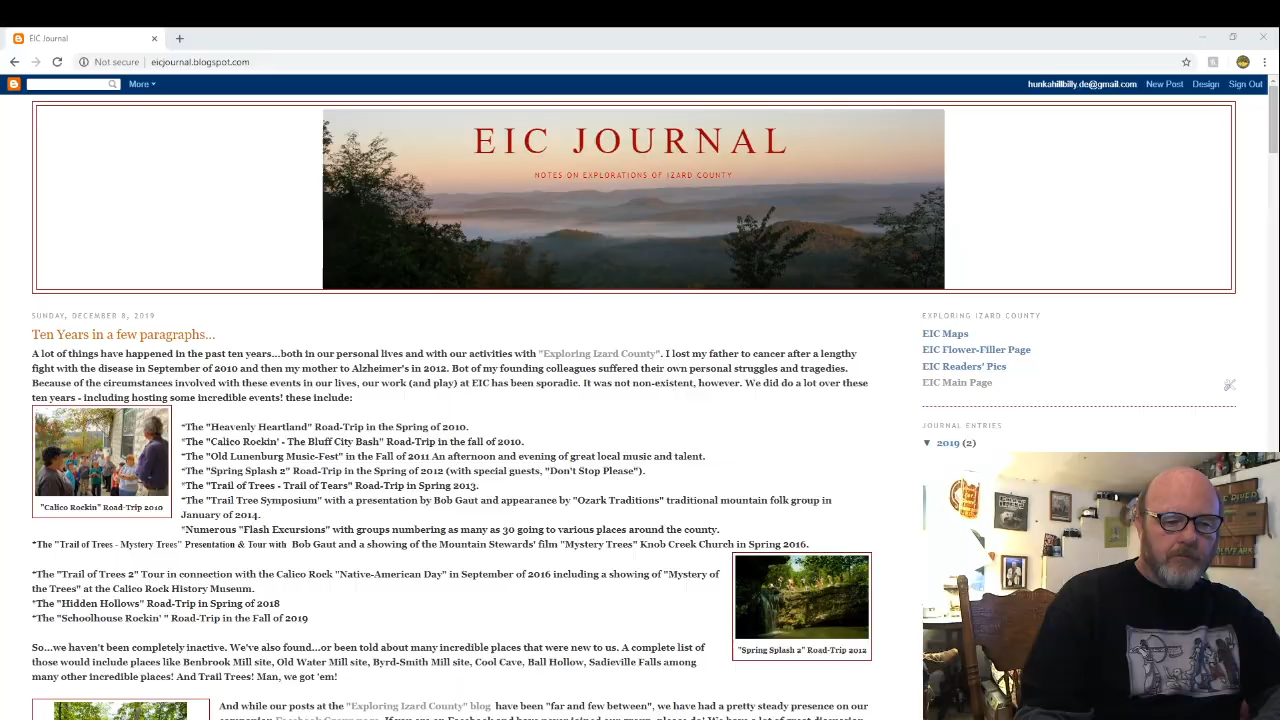 EIC Journal
Not secure | eicjournal.blogspot.com
More
hunkahillbilly.de@gmail.com New Post Design Sign Out
EIC JOURNAL
NOTES ON EXPLORATIONS OF IZARD COUNTY
SUNDAY, DECEMBER 8, 2019
Ten Years in a few paragraphs...
A lot of things have happened in the past ten years...both in our personal lives and with our activities with "Exploring Izard County". I lost my father to cancer after a lengthy
fight with the disease in September of 2010 and then my mother to Alzheimer's in 2012. Bot of my founding colleagues suffered their own personal struggles and tragedies.
Because of the circumstances involved with these events in our lives, our work (and play) at EIC has been sporadic. It was not non-existent, however. We did do a lot over these
ten years - including hosting some incredible events! these include:
*The "Heavenly Heartland" Road-Trip in the Spring of 2010.
*The "Calico Rockin' - The Bluff City Bash" Road-Trip in the fall of 2010.
*The "Old Lunenburg Music-Fest" in the Fall of 2011 An afternoon and evening of great local music and talent.
*The "Spring Splash 2" Road-Trip in the Spring of 2012 (with special guests, "Don't Stop Please").
*The "Trail of Trees - Trail of Tears" Road-Trip in Spring 2013.
*The "Trail Tree Symposium" with a presentation by Bob Gaut and appearance by "Ozark Traditions" traditional mountain folk group in
January of 2014.
*Numerous "Flash Excursions" with groups numbering as many as 30 going to various places around the county.
"Calico Rockin" Road-Trip 2010
*The "Trail of Trees - Mystery Trees" Presentation & Tour with Bob Gaut and a showing of the Mountain Stewards' film "Mystery Trees" Knob Creek Church in Spring 2016.
*The "Trail of Trees 2" Tour in connection with the Calico Rock "Native-American Day" in September of 2016 including a showing of "Mystery of
the Trees" at the Calico Rock History Museum.
*The "Hidden Hollows" Road-Trip in Spring of 2018
*The "Schoolhouse Rockin' " Road-Trip in the Fall of 2019
"Spring Splash 2" Road-Trip 2012
So...we haven't been completely inactive. We've also found...or been told about many incredible places that were new to us. A complete list of
those would include places like Benbrook Mill site, Old Water Mill site, Byrd-Smith Mill site, Cool Cave, Ball Hollow, Sadieville Falls among
many other incredible places! And Trail Trees! Man, we got 'em!
And while our posts at the "Exploring Izard County" blog have been "far and few between", we have had a pretty steady presence on our
EXPLORING IZARD COUNTY
EIC Maps
EIC Flower-Filler Page
EIC Readers' Pics
EIC Main Page
JOURNAL ENTRIES
▼ 2019 (2)